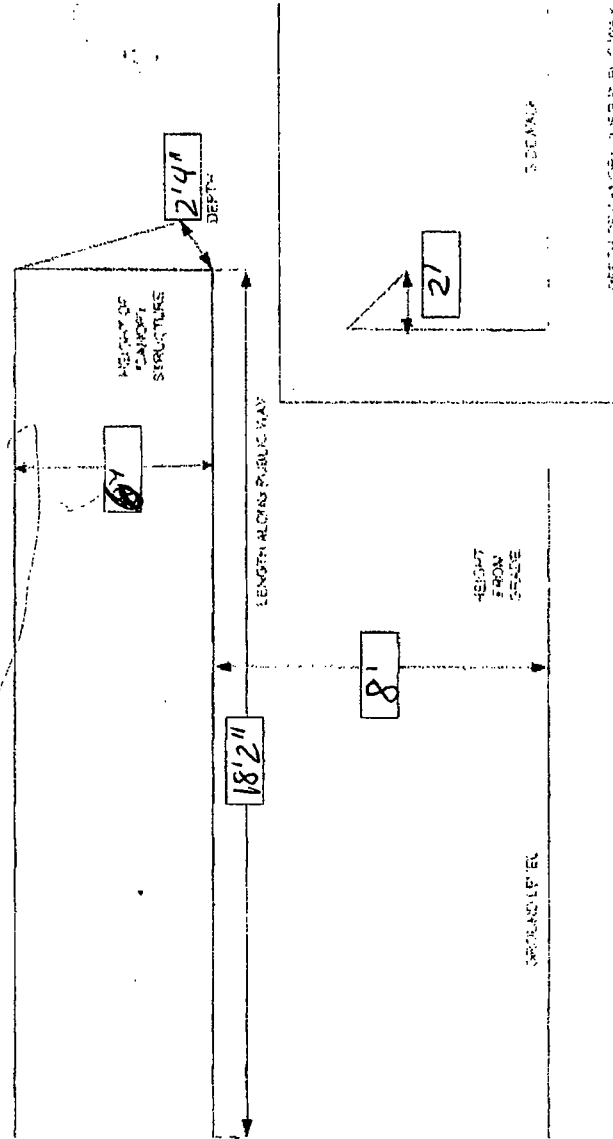 2'4"
DEPTH
HEIGHT OF
CANOPY
STRUCTURE
LENGTH ALONG PUBLIC WAY
18'2"
8'
HEIGHT
FROM
GRADE
GROUND LEVEL
2'
SIDEWALK